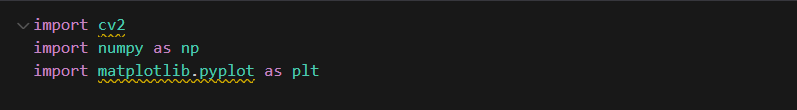 import cv2
import numpy as np
import matplotlib.pyplot as plt